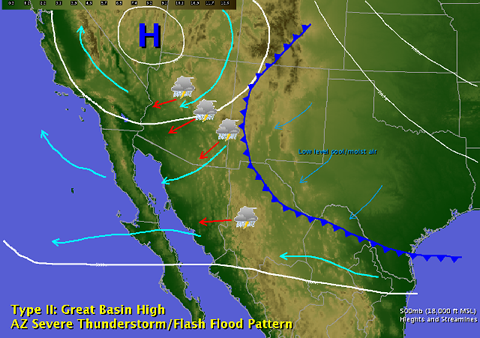 H
Low level cool/moist air
Type II: Great Basin High
AZ Severe Thunderstorm/Flash Flood Pattern
500mb (18,000 ft MSL)
Heights and Streamlines